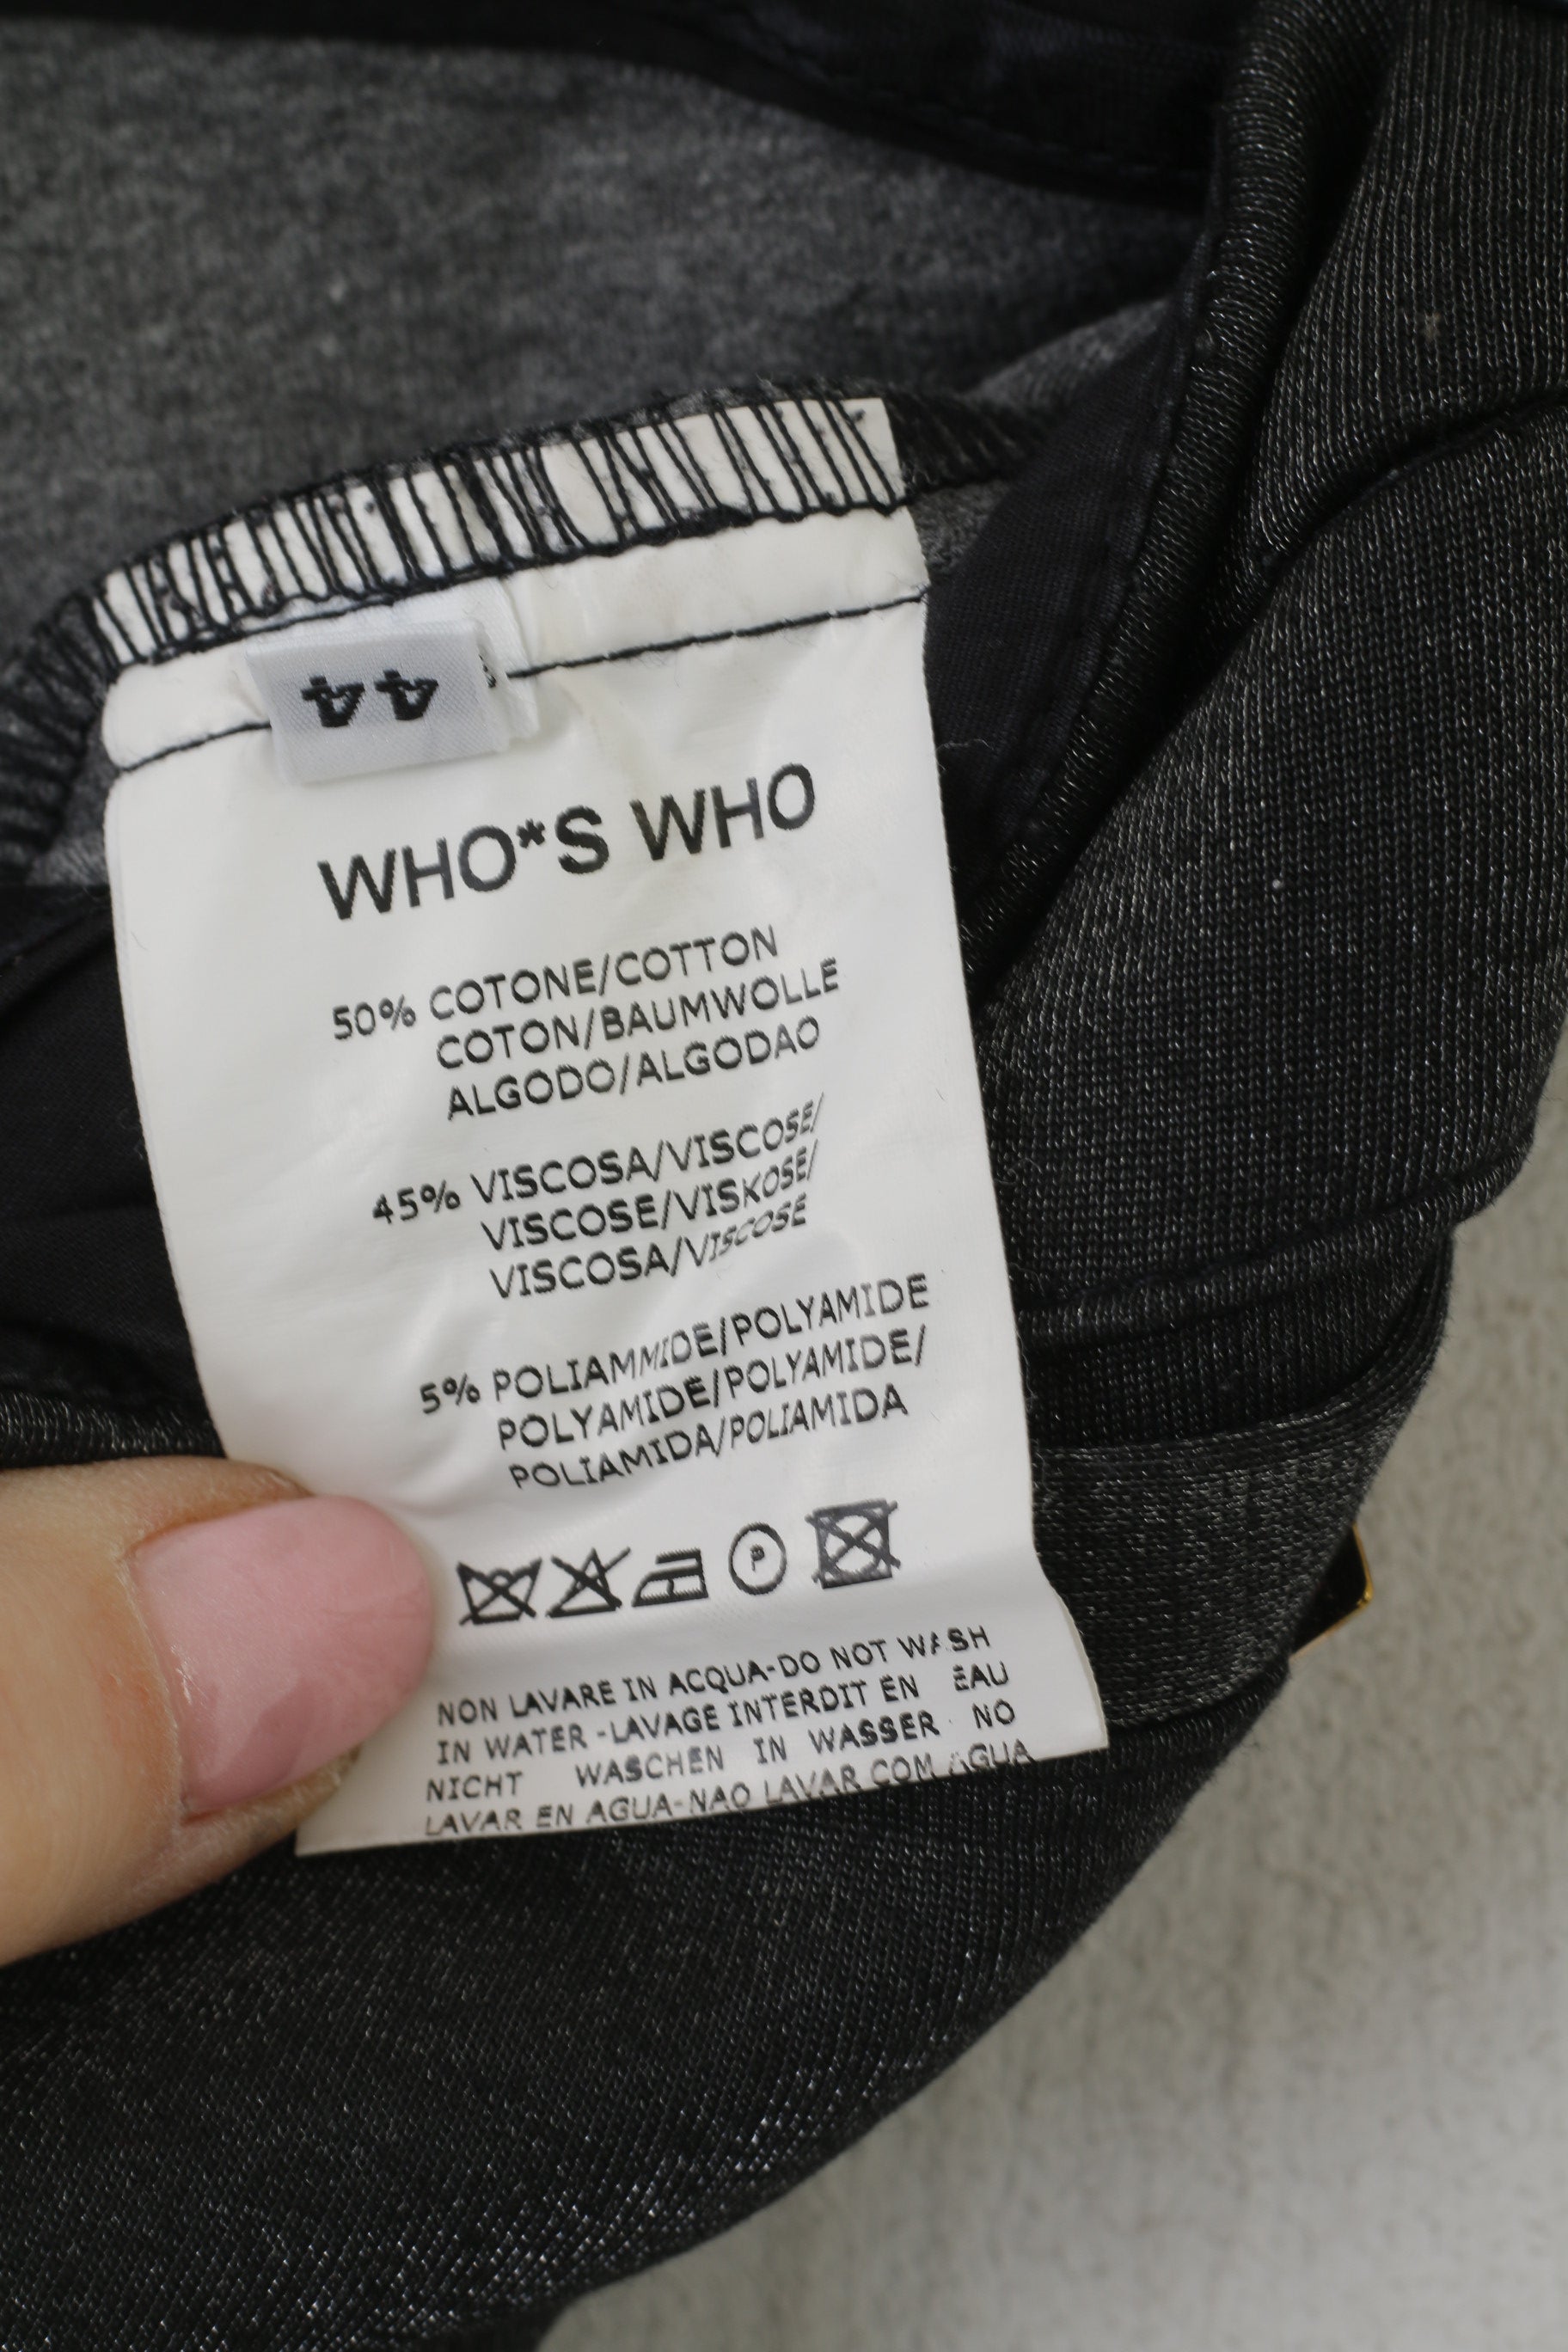 44
WHO*S WHO
50% COTONE/COTTON
COTON/BAUMWOLLE
ALGODO/ALGODAO
45% VISCOSA/VISCOSE/
VISCOSE/VISKOSE/
VISCOSA/VISCOSE
5% POLIAMMIDE/POLYAMIDE
POLYAMIDE/POLYAMIDE/
POLIAMIDA/POLIAMIDA
P
NON LAVARE IN ACQUA-DO NOT WASH
IN WATER -LAVAGE INTERDIT EN EAU
NICHT WASCHEN IN WASSER NO
LAVAR EN AGUA-NAO LAVAR COM AGUA